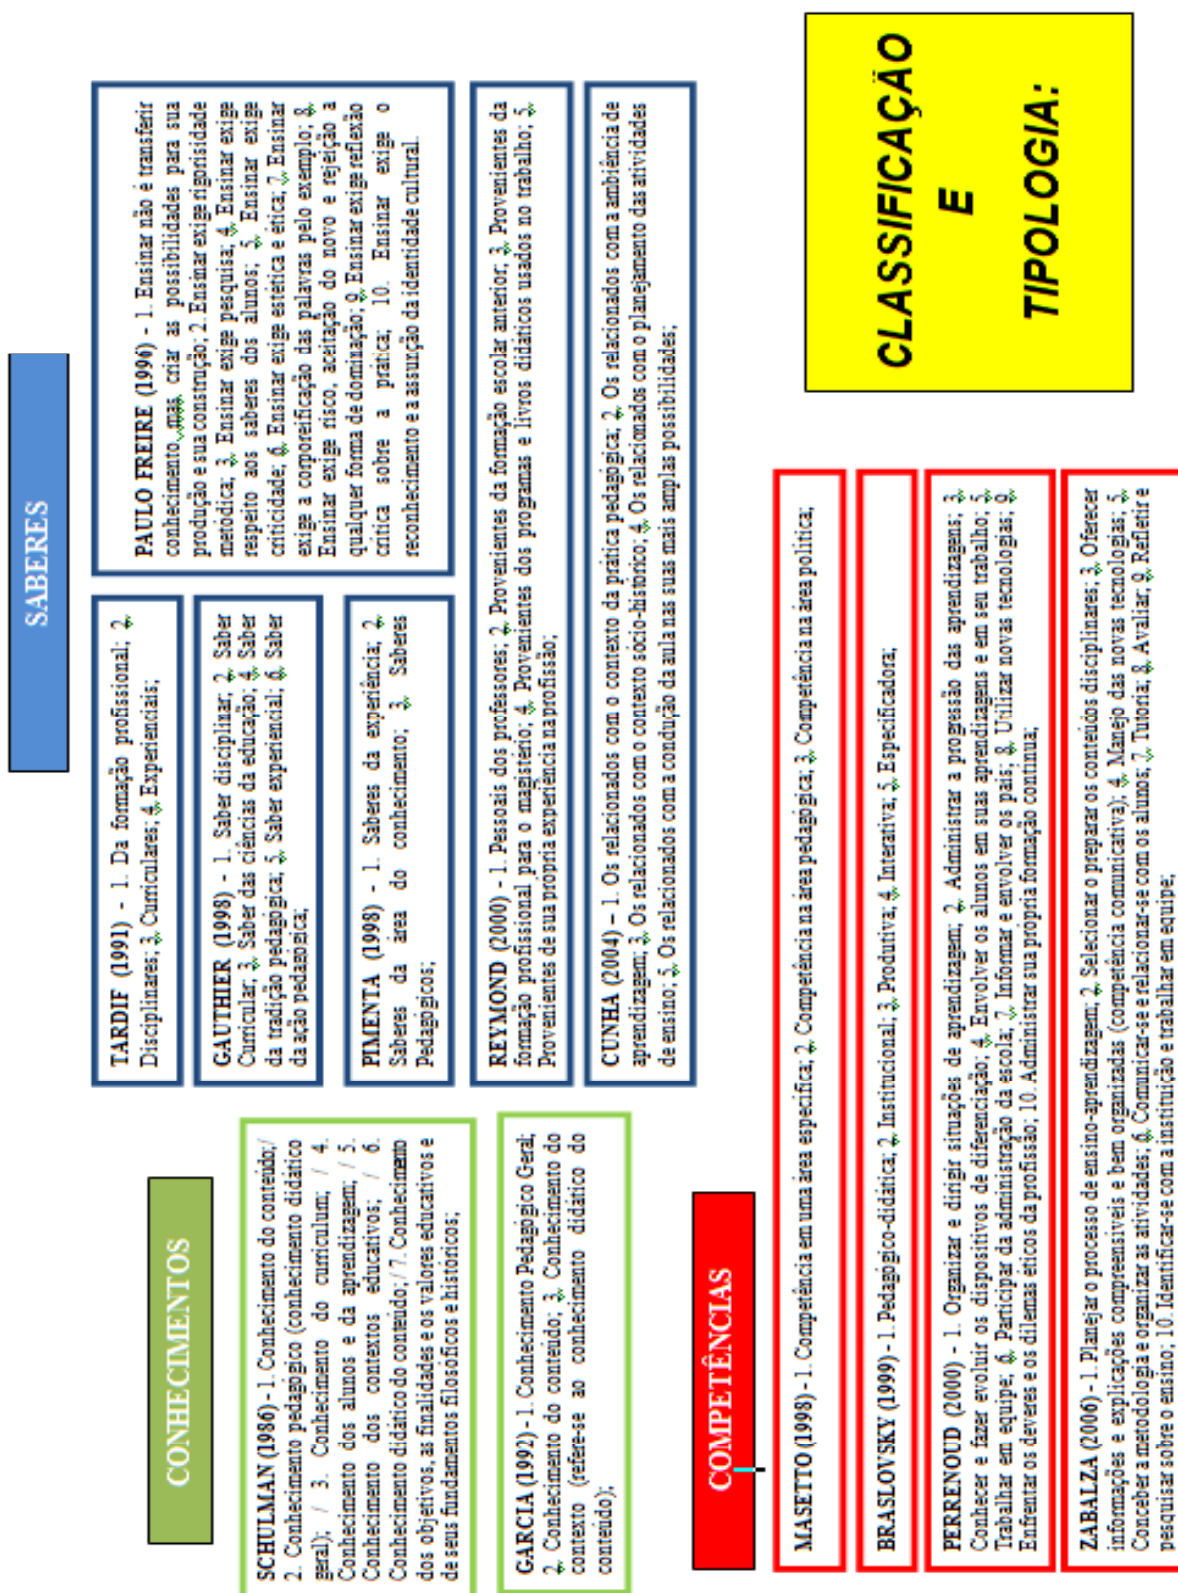 SABERES
CONHECIMENTOS
TARDIF (1991) - 1. Da formação profissional; 2.
Disciplinares; 3. Curriculares; 4. Experienciais;
GAUTHIER (1998) - 1. Saber disciplinar; 2. Saber
Curricular; 3. Saber das ciências da educação; 4. Saber
da tradição pedagógica; 5. Saber experiencial; 6. Saber
da ação pedagógica;
PIMENTA (1998) - 1. Saberes da experiência; 2.
Saberes da área do conhecimento; 3. Saberes
Pedagógicos;
PAULO FREIRE (1996) - 1. Ensinar não é transferir
conhecimento, mas, criar as possibilidades para sua
produção e sua construção; 2. Ensinar exige rigorisidade
metódica; 3. Ensinar exige pesquisa; 4. Ensinar exige
respeito aos saberes dos alunos; 5. Ensinar exige
criticidade; 6. Ensinar exige estética e ética; 7. Ensinar
exige a corporeificação das palavras pelo exemplo; 8.
Ensinar exige risco, aceitação do novo e rejeição a
qualquer forma de dominação; 9. Ensinar exige reflexão
crítica sobre a prática; 10. Ensinar exige o
reconhecimento e a assunção da identidade cultural.
REYMOND (2000) - 1. Pessoais dos professores; 2. Provenientes da formação escolar anterior; 3. Provenientes da
formação profissional para o magistério; 4. Provenientes dos programas e livros didáticos usados no trabalho; 5.
Provenientes de sua própria experiência na profissão;
CUNHA (2004) – 1. Os relacionados com o contexto da prática pedagógica; 2. Os relacionados com a ambiência de
aprendizagem; 3. Os relacionados com o contexto sócio-histórico; 4. Os relacionados com o planejamento das atividades
de ensino; 5. Os relacionados com a condução da aula nas suas mais amplas possibilidades;
SCHULMAN (1986) - 1. Conhecimento do conteúdo;/
2. Conhecimento pedagógico (conhecimento didático
geral); / 3. Conhecimento do curriculum; / 4.
Conhecimento dos alunos e da aprendizagem; / 5.
Conhecimento dos contextos educativos; / 6.
Conhecimento didático do conteúdo; / 7. Conhecimento
dos objetivos, as finalidades e os valores educativos e
de seus fundamentos filosóficos e históricos;
GARCIA (1992) - 1. Conhecimento Pedagógico Geral;
2. Conhecimento do conteúdo; 3. Conhecimento do
contexto (refere-se ao conhecimento didático do
conteúdo);
COMPETÊNCIAS
CLASSIFICAÇÃO
E
TIPOLOGIA:
MASETTO (1998) - 1. Competência em uma área específica; 2. Competência na área pedagógica; 3. Competência na área política;
BRASLOVSKY (1999) - 1. Pedagógico-didática; 2. Institucional; 3. Produtiva; 4. Interativa; 5. Especificadora;
PERRENOUD (2000) - 1. Organizar e dirigir situações de aprendizagem; 2. Administrar a progressão das aprendizagens; 3.
Conhecer e fazer evoluir os dispositivos de diferenciação; 4. Envolver os alunos em suas aprendizagens e em seu trabalho; 5.
Trabalhar em equipe; 6. Participar da administração da escola; 7. Informar e envolver os pais; 8. Utilizar novas tecnologias; 9.
Enfrentar os deveres e os dilemas éticos da profissão; 10. Administrar sua própria formação contínua;
ZABALZA (2006) - 1. Planejar o processo de ensino-aprendizagem; 2. Selecionar o preparar os conteúdos disciplinares; 3. Oferecer
informações e explicações compreensíveis e bem organizadas (competência comunicativa); 4. Manejo das novas tecnologias; 5.
Conceber a metodologia e organizar as atividades; 6. Comunicar-se e relacionar-se com os alunos; 7. Tutoria; 8. Avaliar; 9. Refletir e
pesquisar sobre o ensino; 10. Identificar-se com a instituição e trabalhar em equipe;